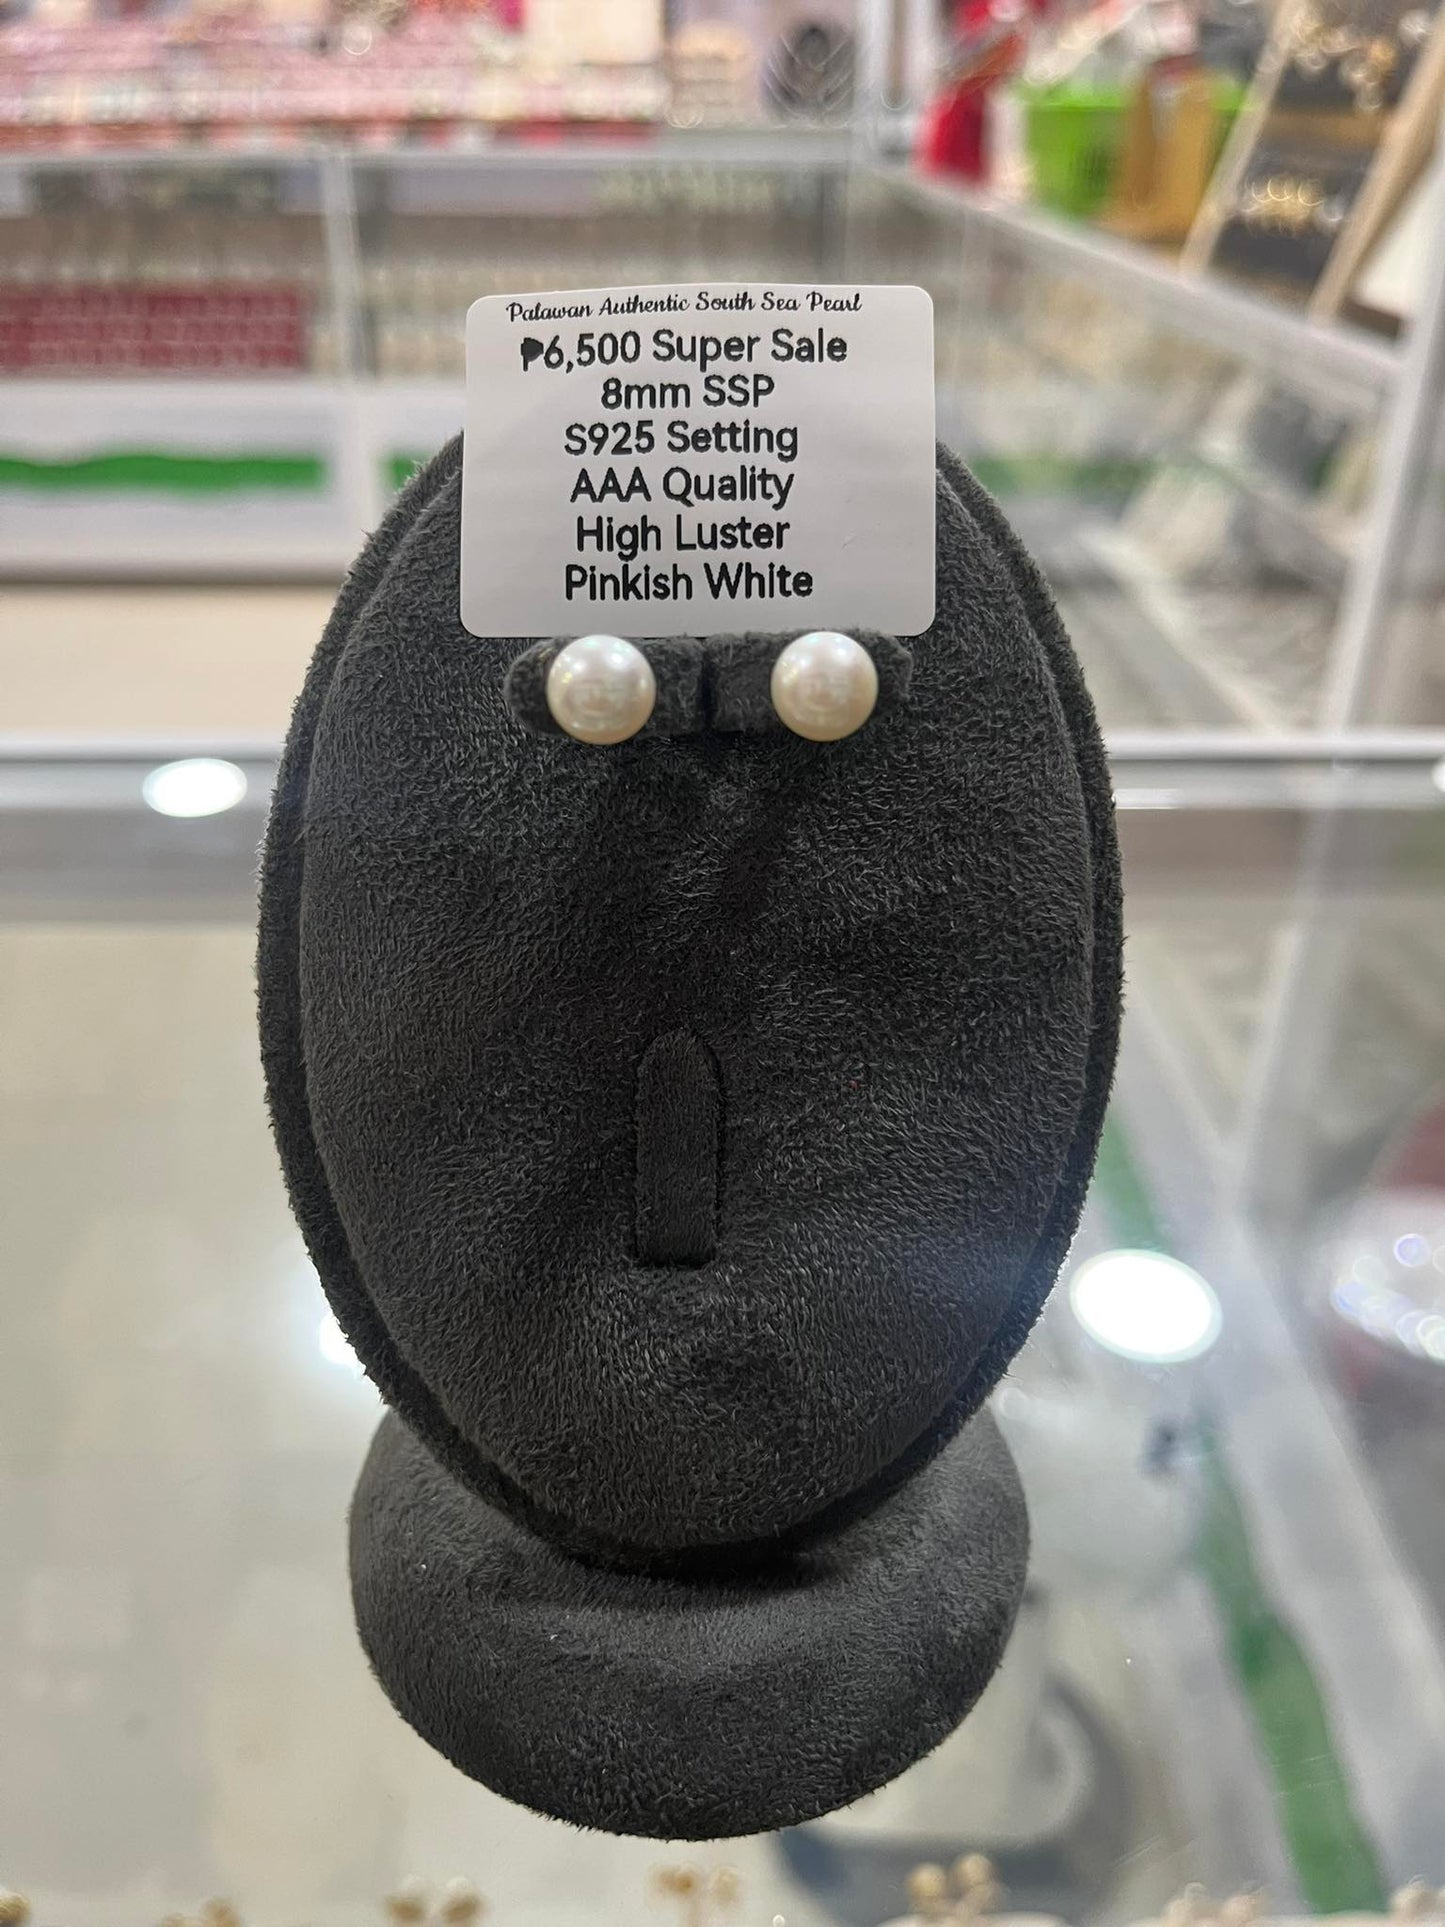 Palawan Authentic South Sea Pearl
₱6,500 Super Sale
8mm SSP
S925 Setting
AAA Quality
High Luster
Pinkish White